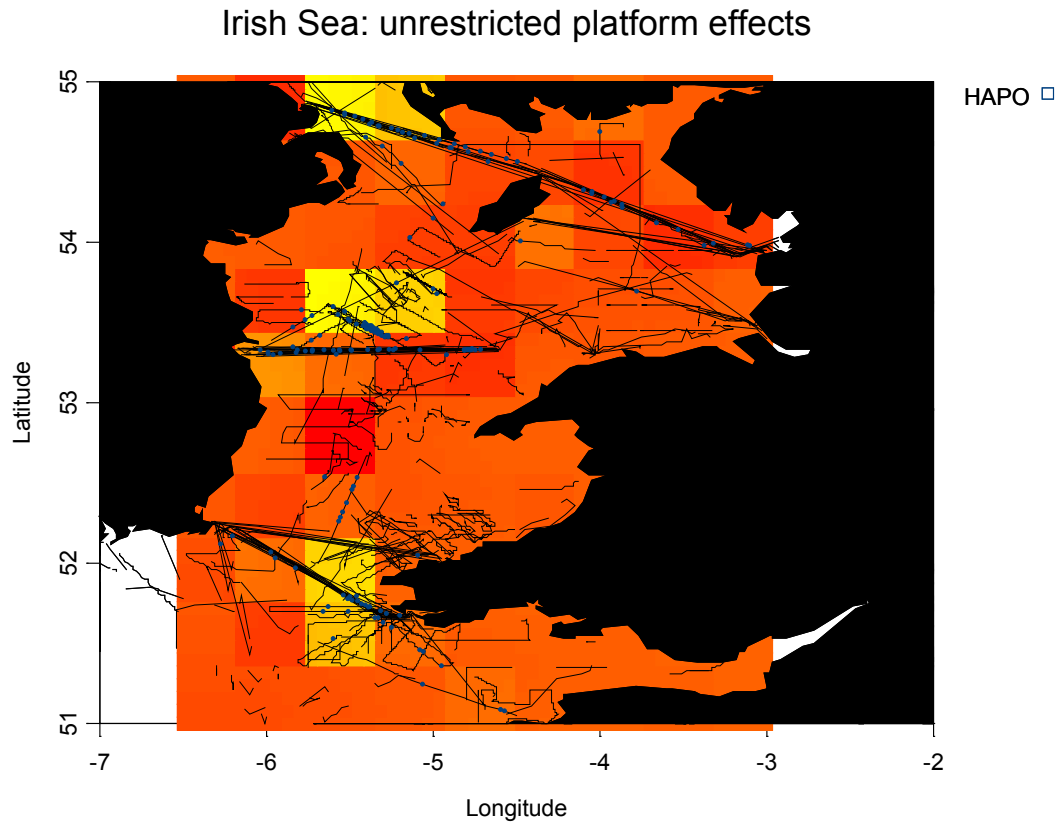 Irish Sea: unrestricted platform effects
HAPO
55
54
53
52
51
Latitude
-7 -6 -5 -4 -3 -2
Longitude